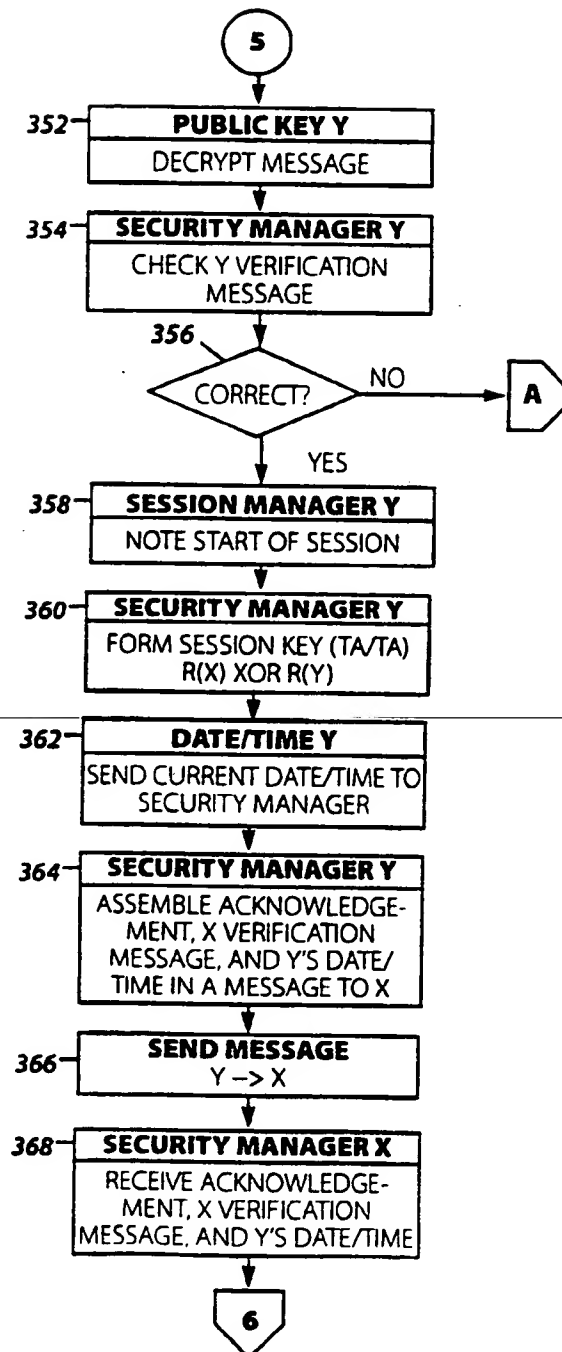 5
352
PUBLIC KEY Y
DECRYPT MESSAGE
354
SECURITY MANAGER Y
CHECK Y VERIFICATION
MESSAGE
356
CORRECT?
NO
A
YES
358
SESSION MANAGER Y
NOTE START OF SESSION
360
SECURITY MANAGER Y
FORM SESSION KEY (TA/TA)
R(X) XOR R(Y)
362
DATE/TIME Y
SEND CURRENT DATE/TIME TO
SECURITY MANAGER
364
SECURITY MANAGER Y
ASSEMBLE ACKNOWLEDGE-
MENT, X VERIFICATION
MESSAGE, AND Y'S DATE/
TIME IN A MESSAGE TO X
366
SEND MESSAGE
Y –> X
368
SECURITY MANAGER X
RECEIVE ACKNOWLEDGE-
MENT, X VERIFICATION
MESSAGE, AND Y'S DATE/TIME
6